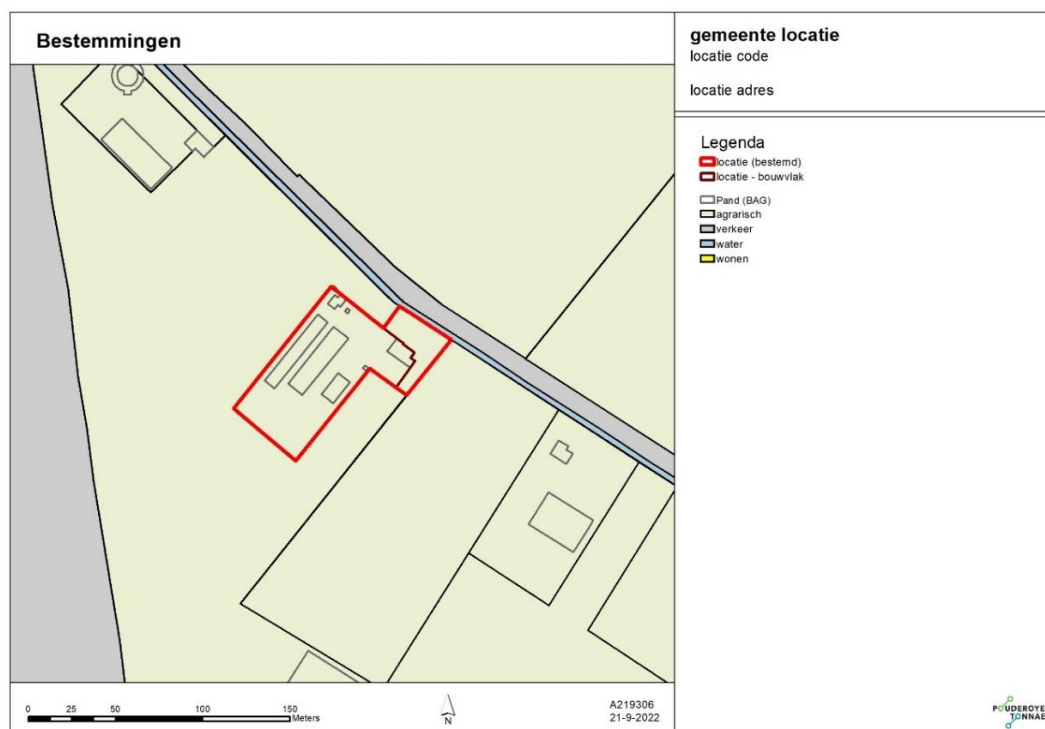 Bestemmingen
gemeente locatie
locatie code
locatie adres
Legenda
locatie (bestemd)
locatie - bouwvlak
Pand (BAG)
agrarisch
verkeer
water
wonen
0 25 50 100 150
Meters
N
A219306
21-9-2022
POUDEROYEN
TONNAER